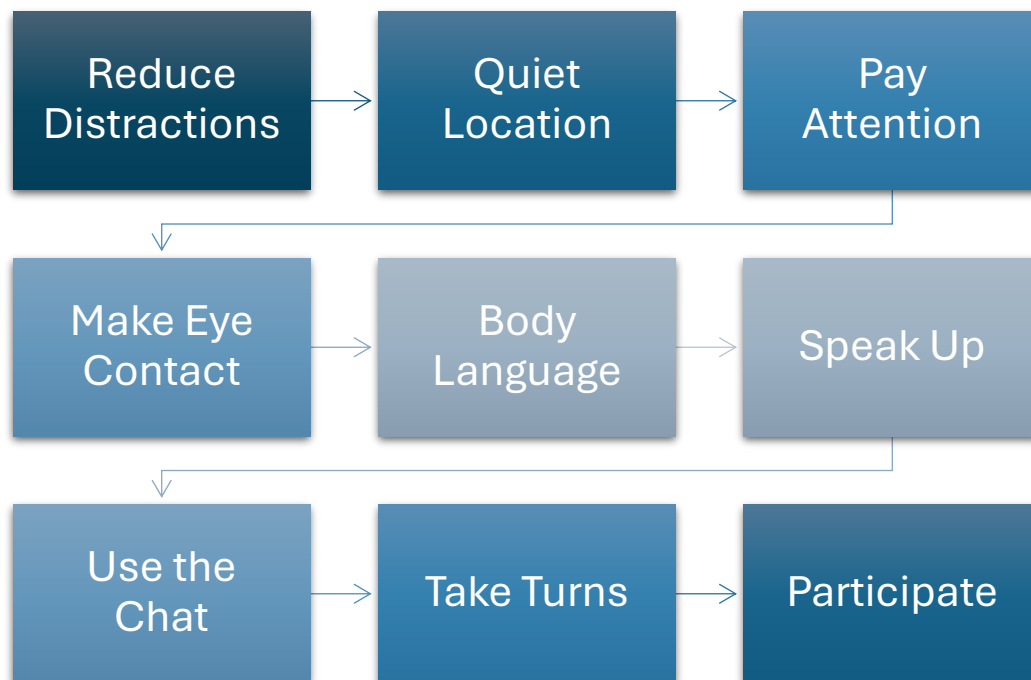 Reduce
Distractions
Quiet
Location
Pay
Attention
Make Eye
Contact
Body
Language
Speak Up
Use the
Chat
Take Turns
Participate